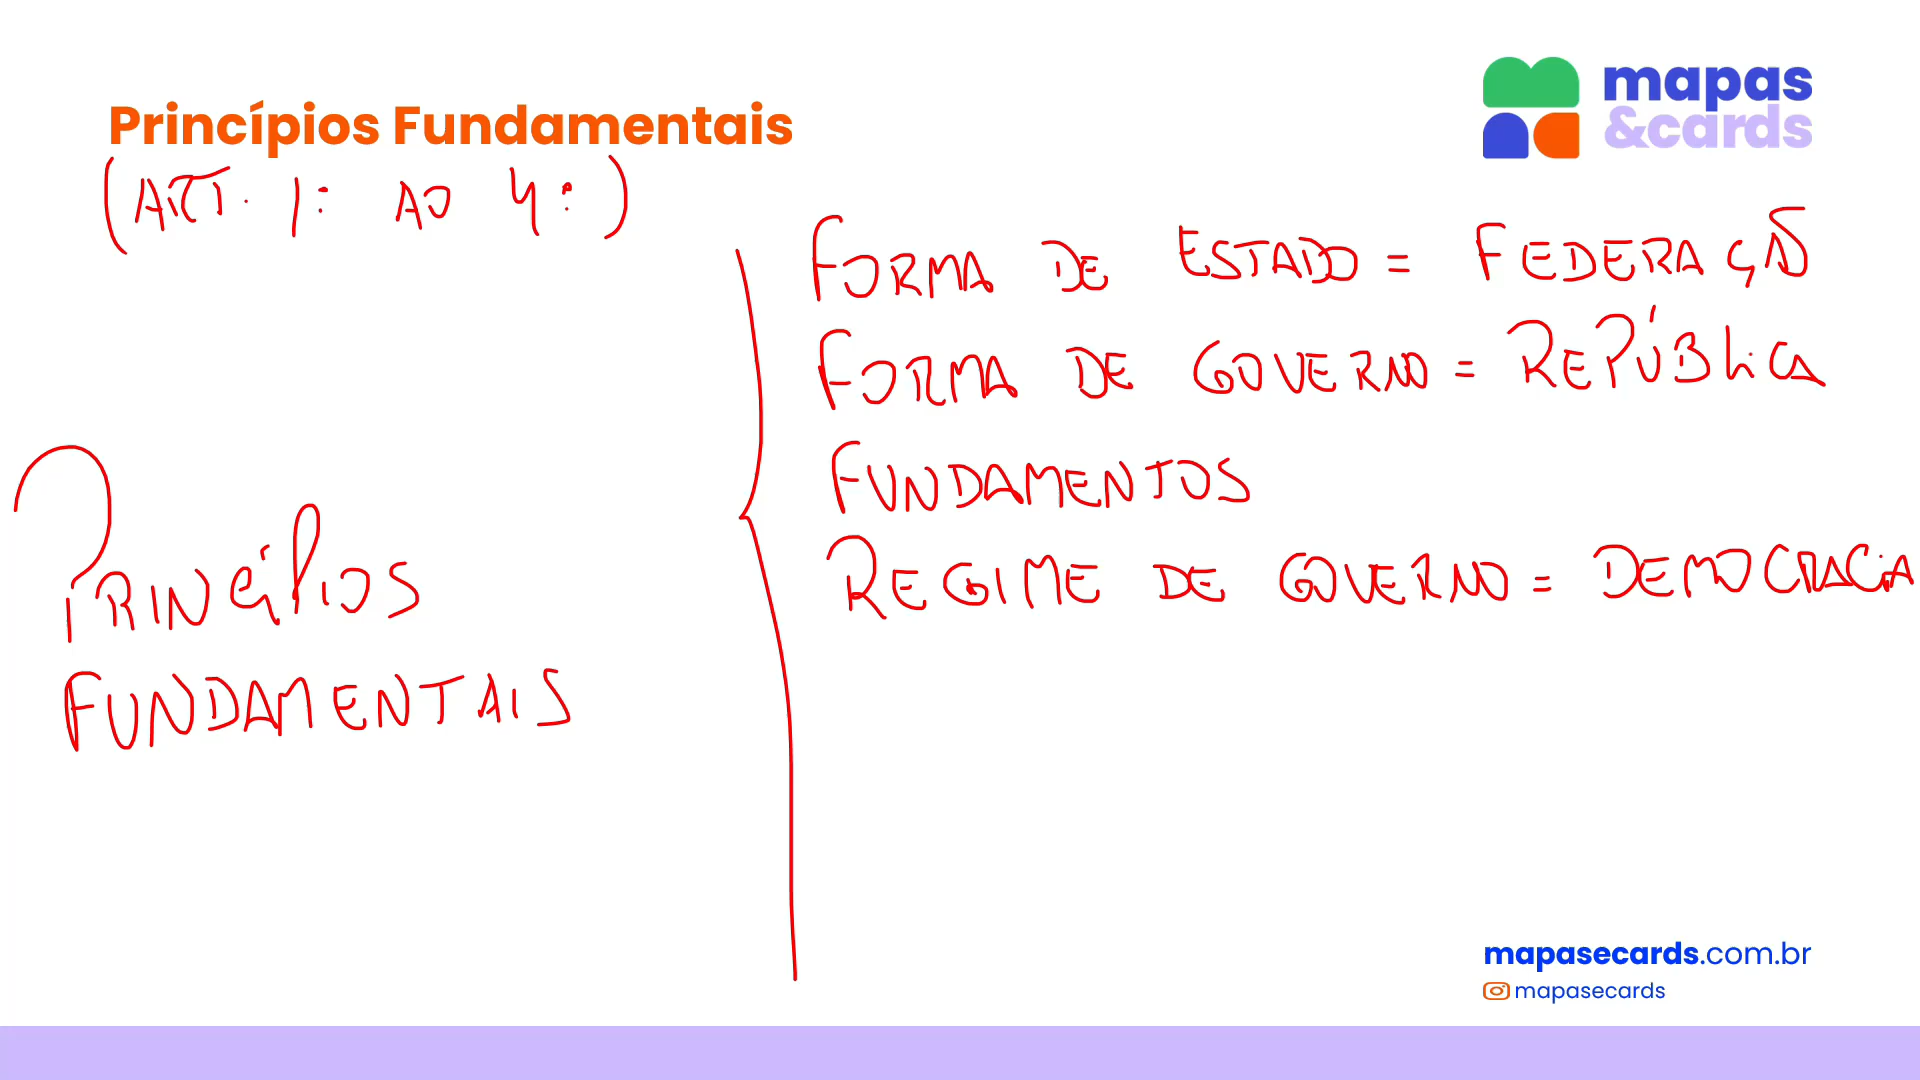 Princípios Fundamentais
mapas
&cards
(ART. 1º AO 4º)
FORMA DE ESTADO = FEDERAÇÃO
FORMA DE GOVERNO = REPÚBLICA
FUNDAMENTOS
REGIME DE GOVERNO = DEMOCRACIA
PRINCÍPIOS
FUNDAMENTAIS
mapasecards.com.br
mapasecards